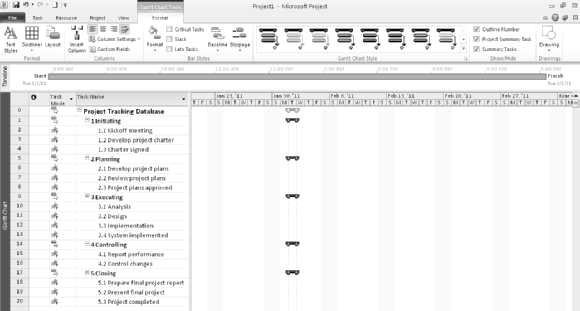 Project1 - Microsoft Project
Gantt Chart Tools
File Task Resource Project View Format
Text Styles Gridlines Layout Insert Column Column Settings Custom Fields Format Critical Tasks Slack Late Tasks Baseline Slippage Outline Number Project Summary Task Summary Tasks Drawing
Format Columns Bar Styles Gantt Chart Style Show/Hide Drawings
Timeline
Start
Finish
Task Mode Task Name
Jan 30, '11 Feb 6, '11 Feb 13, '11 Feb 20, '11 Feb 27, '11
Gantt Chart
0 Project Tracking Database
1 1 Initiating
2 1.1 Kickoff meeting
3 1.2 Develop project charter
4 1.3 Charter signed
5 2 Planning
6 2.1 Develop project plans
7 2.2 Review project plans
8 2.3 Project plans approved
9 3 Executing
10 3.1 Analysis
11 3.2 Design
12 3.3 Implementation
13 3.4 System implemented
14 4 Controlling
15 4.1 Report performance
16 4.2 Control changes
17 5 Closing
18 5.1 Prepare final project report
19 5.2 Present final project
20 5.3 Project completed